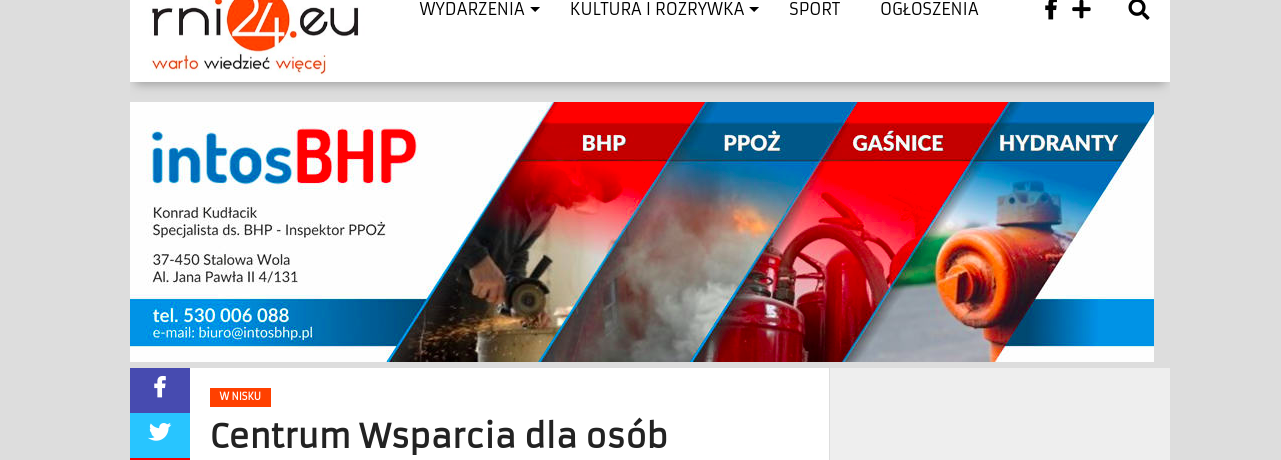 rni24.eu
WYDARZENIA
KULTURA I ROZRYWKA
SPORT
OGŁOSZENIA
warto wiedzieć więcej
intosBHP
BHP
PPOŻ
GAŚNICE
HYDRANTY
Konrad Kudłacik
Specjalista ds. BHP - Inspektor PPOŻ
37-450 Stalowa Wola
Al. Jana Pawła II 4/131
tel. 530 006 088
e-mail: biuro@intosbhp.pl
W NISKU
Centrum Wsparcia dla osób